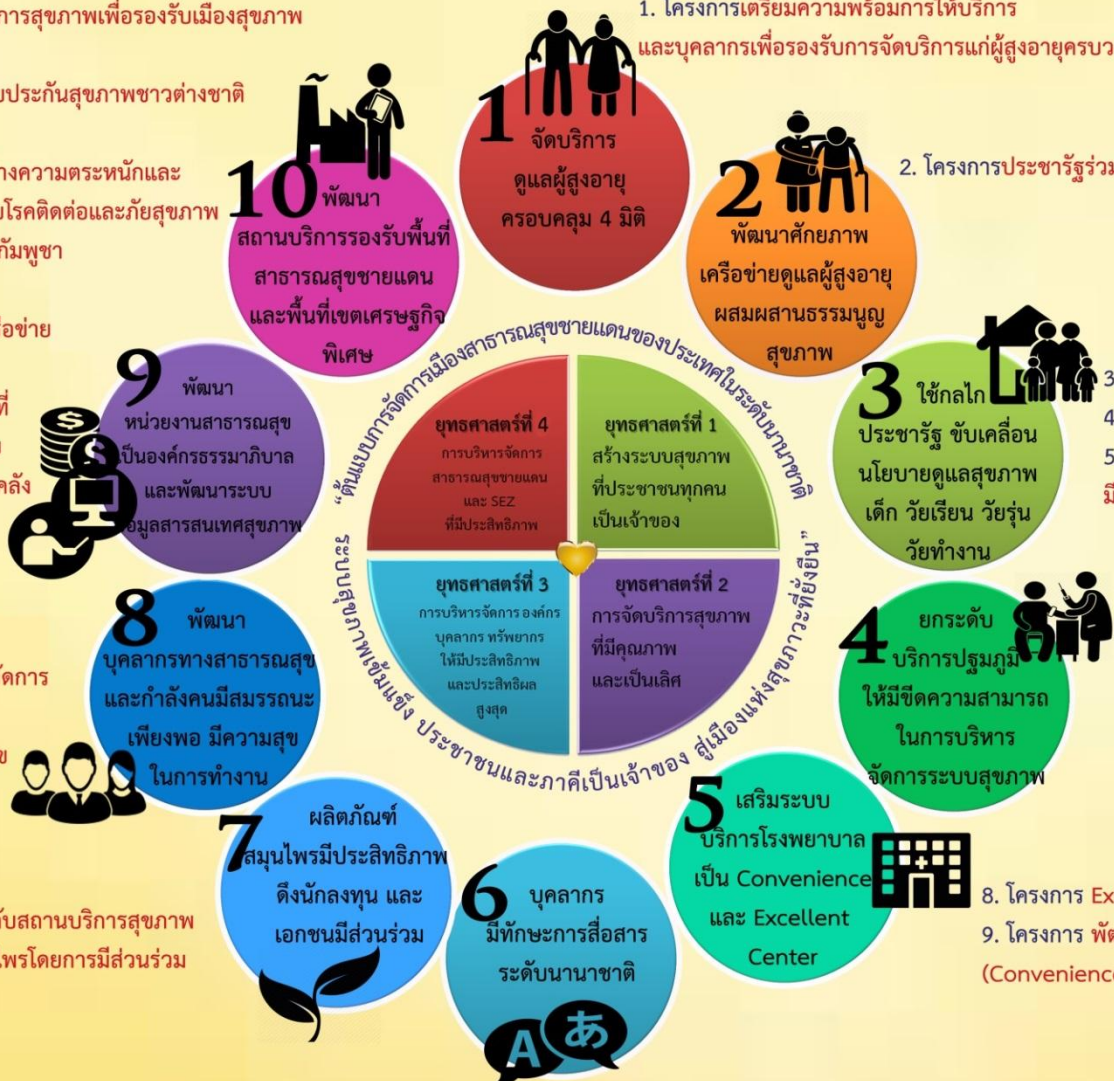 การสุขภาพเพื่อรองรับเมืองสุขภาพ
ประกันสุขภาพชาวต่างชาติ
างความตระหนักและ
โรคติดต่อและภัยสุขภาพ
กัมพูชา
อข่าย
ที่
คลัง
ัดการ
ข
ับสถานบริการสุขภาพ
ไพรโดยการมีส่วนร่วม
1. โครงการเตรียมความพร้อมการให้บริการ
และบุคลากรเพื่อรองรับการจัดบริการแก่ผู้สูงอายุครบว
2. โครงการประชารัฐร่วม
3
4
5
มี
8. โครงการ Ex
9. โครงการ พัต
(Convenience
1
จัดบริการ
ดูแลผู้สูงอายุ
ครอบคลุม 4 มิติ
2
พัฒนาศักยภาพ
เครือข่ายดูแลผู้สูงอายุ
ผสมผสานธรรมนูญ
สุขภาพ
3
ใช้กลไก
ประชารัฐ ขับเคลื่อน
นโยบายดูแลสุขภาพ
เด็ก วัยเรียน วัยรุ่น
วัยทำงาน
4
ยกระดับ
บริการปฐมภูมิ
ให้มีขีดความสามารถ
ในการบริหาร
จัดการระบบสุขภาพ
5
เสริมระบบ
บริการโรงพยาบาล
เป็น Convenience
และ Excellent
Center
6
บุคลากร
มีทักษะการสื่อสาร
ระดับนานาชาติ
A あ
7
ผลิตภัณฑ์
สมุนไพรมีประสิทธิภาพ
ดึงนักลงทุน และ
เอกชนมีส่วนร่วม
8
พัฒนา
บุคลากรทางสาธารณสุข
และกำลังคนมีสมรรถนะ
เพียงพอ มีความสุข
ในการทำงาน
9
พัฒนา
หน่วยงานสาธารณสุข
เป็นองค์กรธรรมาภิบาล
และพัฒนาระบบ
ข้อมูลสารสนเทศสุขภาพ
10
พัฒนา
สถานบริการรองรับพื้นที่
สาธารณสุขชายแดน
และพื้นที่เขตเศรษฐกิจ
พิเศษ
"ต้นแบบการจัดการเมืองสาธารณสุขชายแดนของประเทศในระดับนานาชาติ
ระบบสุขภาพเข้มแข็ง ประชาชนและภาคีเป็นเจ้าของ สู่เมืองแห่งสุขภาวะที่ยั่งยืน"
ยุทธศาสตร์ที่ 4
การบริหารจัดการ
สาธารณสุขชายแดน
และ SEZ
ที่มีประสิทธิภาพ
ยุทธศาสตร์ที่ 1
สร้างระบบสุขภาพ
ที่ประชาชนทุกคน
เป็นเจ้าของ
ยุทธศาสตร์ที่ 3
การบริหารจัดการ องค์กร
บุคลากร ทรัพยากร
ให้มีประสิทธิภาพ
และประสิทธิผล
สูงสุด
ยุทธศาสตร์ที่ 2
การจัดบริการสุขภาพ
ที่มีคุณภาพ
และเป็นเลิศ